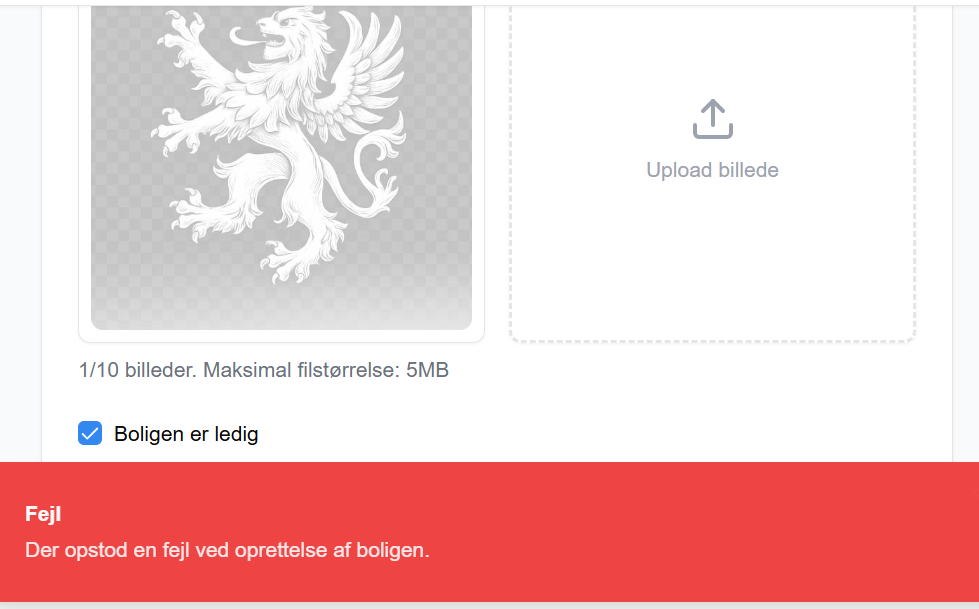 Upload billede
1/10 billeder. Maksimal filstørrelse: 5MB
Boligen er ledig
Fejl
Der opstod en fejl ved oprettelse af boligen.